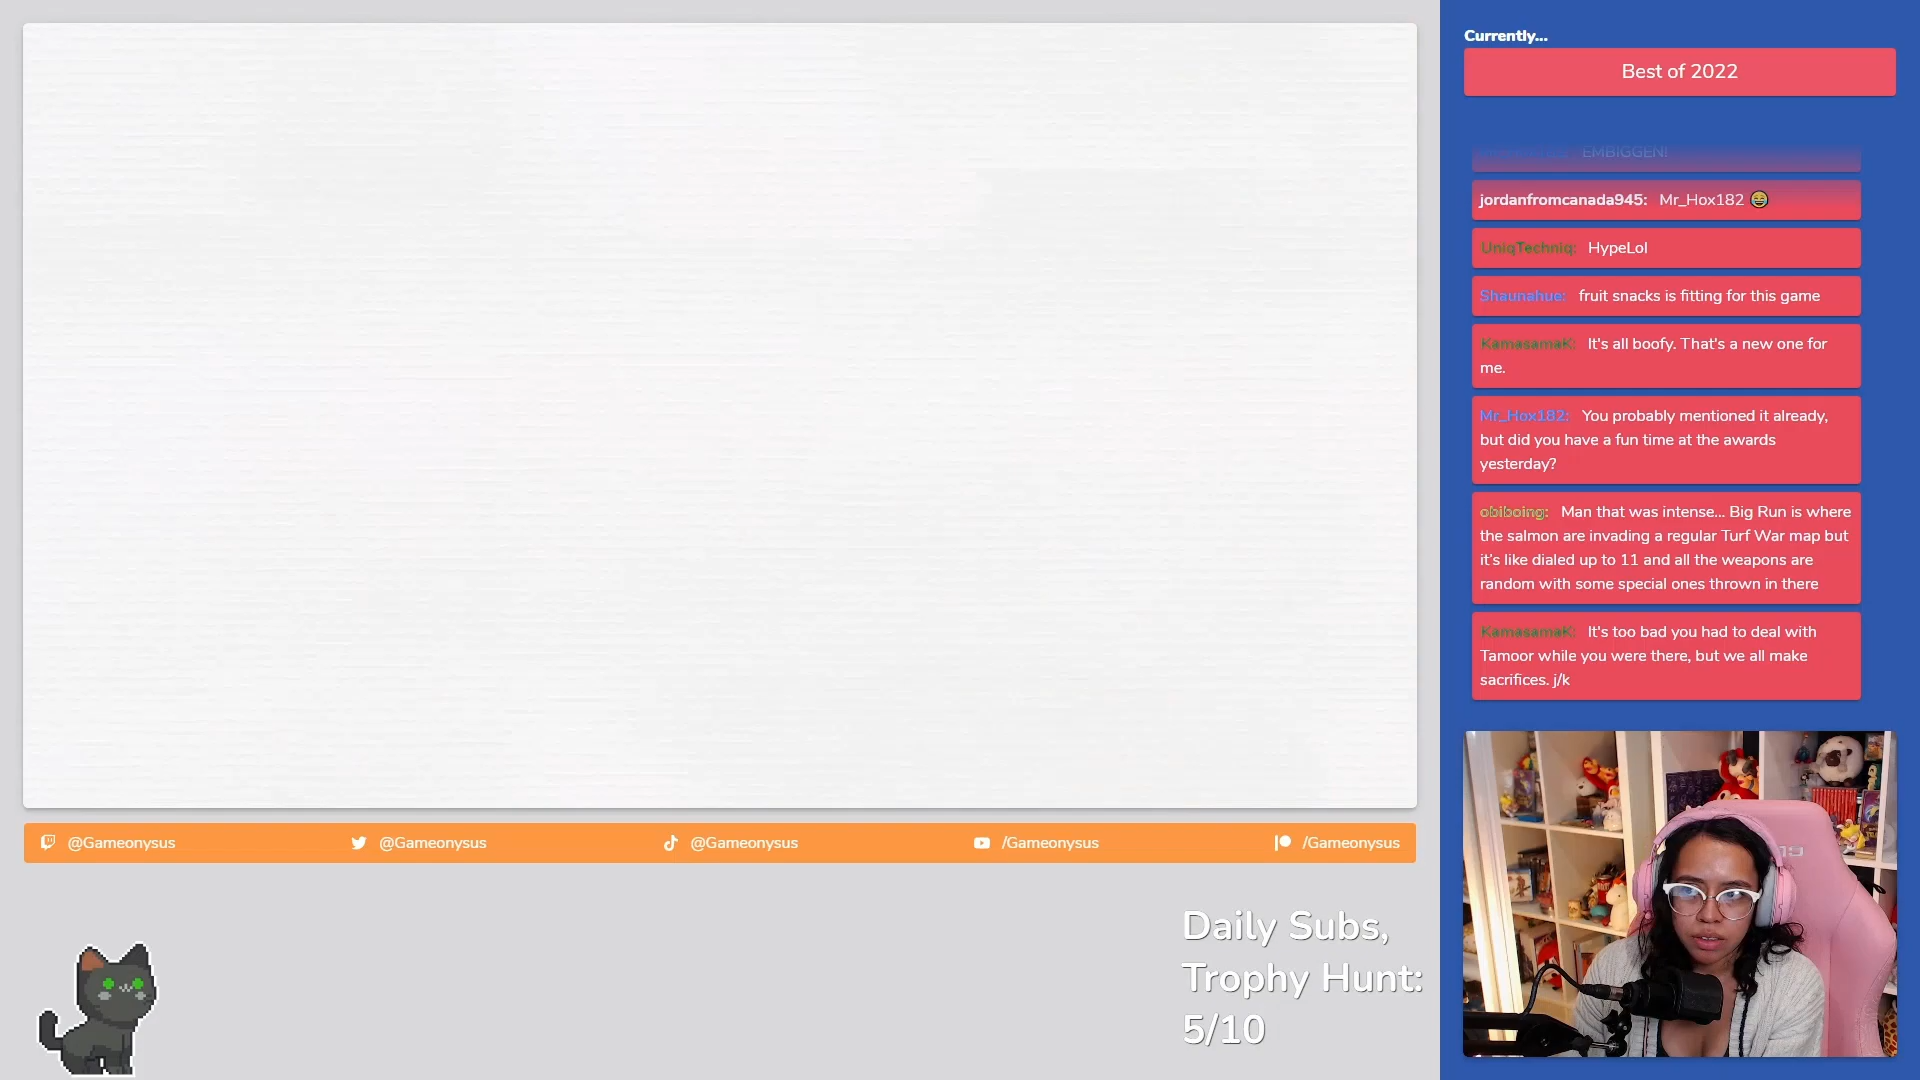 Currently...
Best of 2022
EMBIGGEN!
jordanfromcanada945: Mr_Hox182 😂
UniqTechniq: HypeLol
Shaunahue: fruit snacks is fitting for this game
KamasamaK: It's all boofy. That's a new one for
me.
Mr_Hox182: You probably mentioned it already,
but did you have a fun time at the awards
yesterday?
obiboing: Man that was intense... Big Run is where
the salmon are invading a regular Turf War map but
it's like dialed up to 11 and all the weapons are
random with some special ones thrown in there
KamasamaK: It's too bad you had to deal with
Tamoor while you were there, but we all make
sacrifices. j/k
@Gameonysus
@Gameonysus
@Gameonysus
/Gameonysus
/Gameonysus
Daily Subs,
Trophy Hunt:
5/10